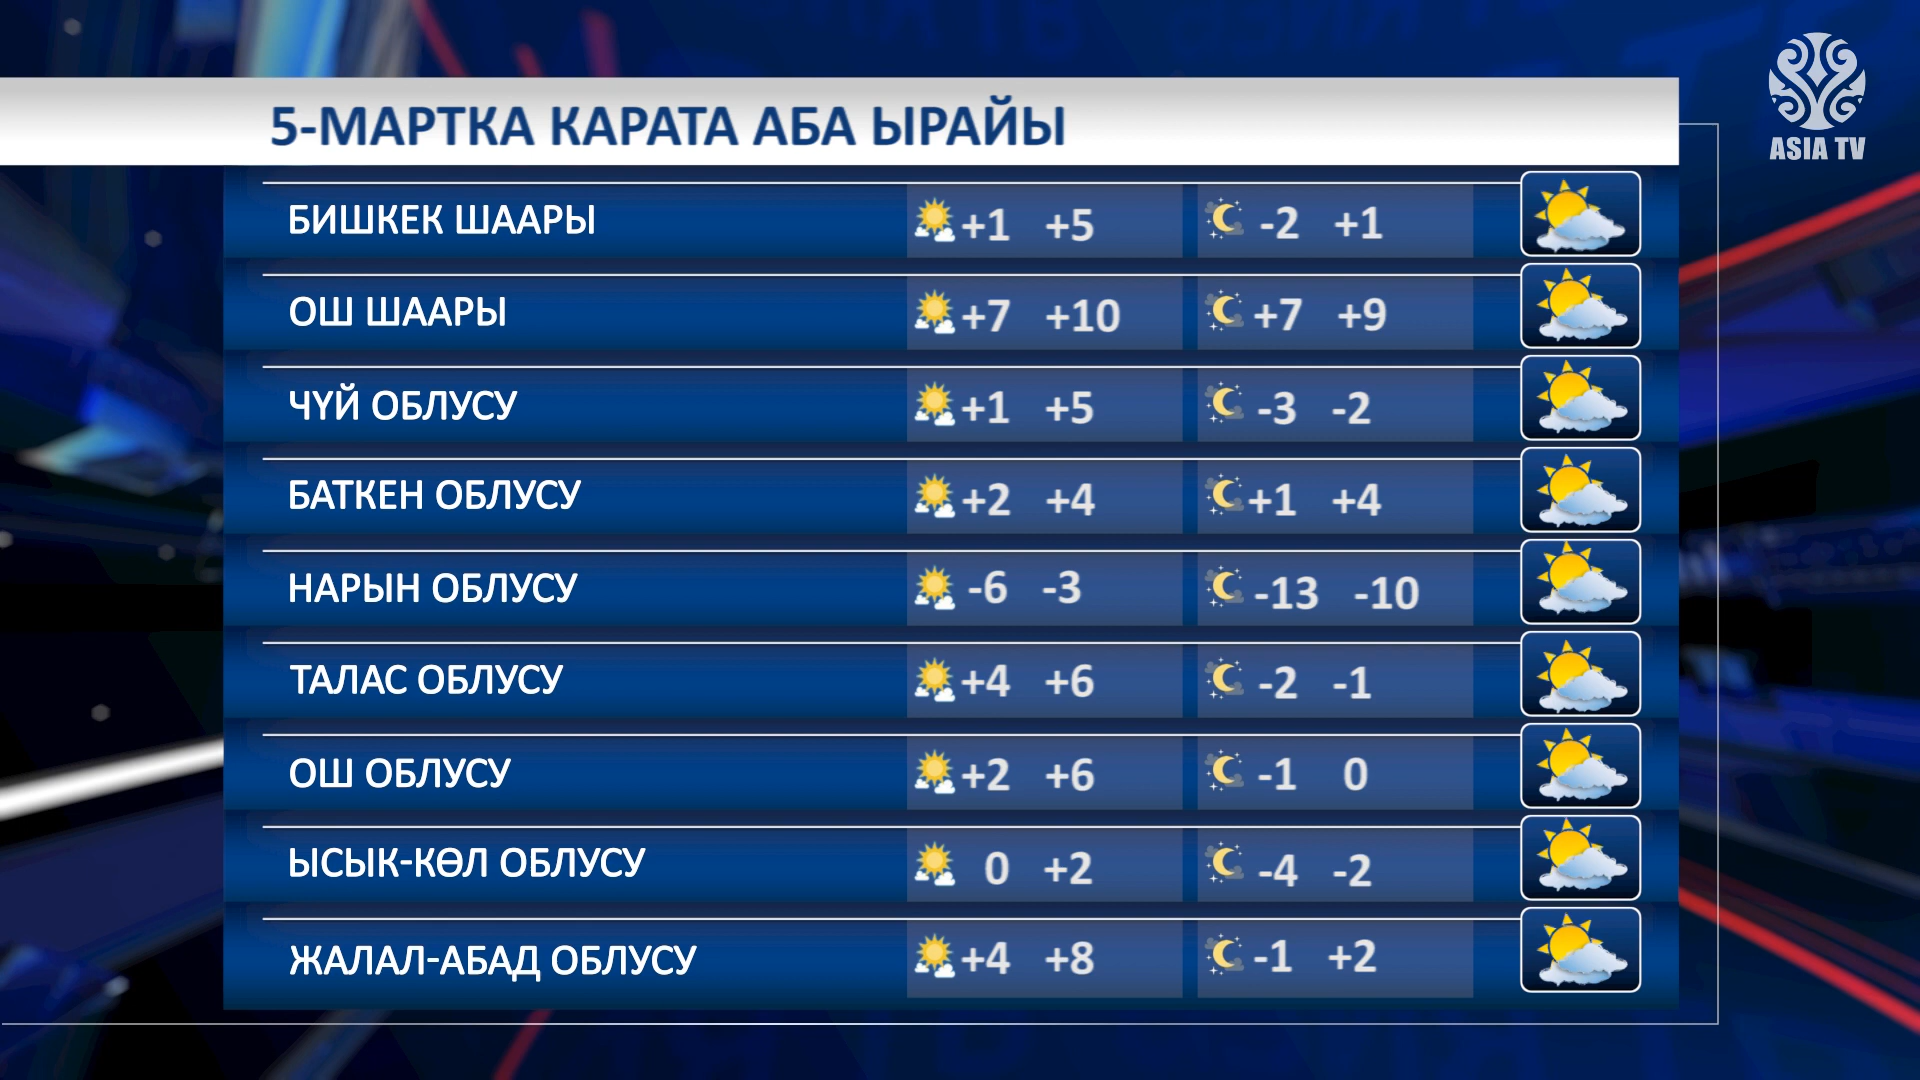 5-МАРТКА КАРАТА АБА ЫРАЙЫ
ASIA TV
БИШКЕК ШААРЫ +1 +5 -2 +1
ОШ ШААРЫ +7 +10 +7 +9
ЧҮЙ ОБЛУСУ +1 +5 -3 -2
БАТКЕН ОБЛУСУ +2 +4 +1 +4
НАРЫН ОБЛУСУ -6 -3 -13 -10
ТАЛАС ОБЛУСУ +4 +6 -2 -1
ОШ ОБЛУСУ +2 +6 -1 0
ЫСЫК-КӨЛ ОБЛУСУ 0 +2 -4 -2
ЖАЛАЛ-АБАД ОБЛУСУ +4 +8 -1 +2